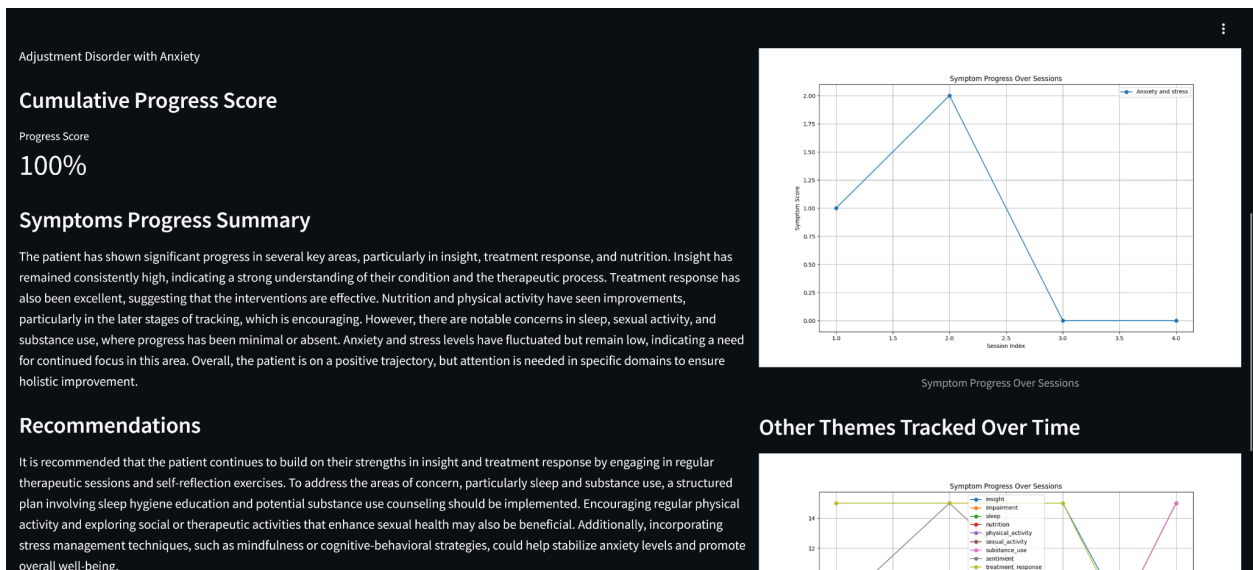 Adjustment Disorder with Anxiety
Cumulative Progress Score
Progress Score
100%
Symptoms Progress Summary
The patient has shown significant progress in several key areas, particularly in insight, treatment response, and nutrition. Insight has
remained consistently high, indicating a strong understanding of their condition and the therapeutic process. Treatment response has
also been excellent, suggesting that the interventions are effective. Nutrition and physical activity have seen improvements,
particularly in the later stages of tracking, which is encouraging. However, there are notable concerns in sleep, sexual activity, and
substance use, where progress has been minimal or absent. Anxiety and stress levels have fluctuated but remain low, indicating a need
for continued focus in this area. Overall, the patient is on a positive trajectory, but attention is needed in specific domains to ensure
holistic improvement.
Recommendations
It is recommended that the patient continues to build on their strengths in insight and treatment response by engaging in regular
therapeutic sessions and self-reflection exercises. To address the areas of concern, particularly sleep and substance use, a structured
plan involving sleep hygiene education and potential substance use counseling should be implemented. Encouraging regular physical
activity and exploring social or therapeutic activities that enhance sexual health may also be beneficial. Additionally, incorporating
stress management techniques, such as mindfulness or cognitive-behavioral strategies, could help stabilize anxiety levels and promote
overall well-being.
Symptom Progress Over Sessions
Anxiety and stress
2.00
1.75
1.50
1.25
1.00
0.75
0.50
0.25
0.00
Symptom Score
1.0 1.5 2.0 2.5 3.0 3.5 4.0
Session Index
Symptom Progress Over Sessions
Other Themes Tracked Over Time
Symptom Progress Over Sessions
insight
impairment
sleep
nutrition
physical_activity
sexual_activity
substance_use
sentiment
treatment_response
14
12